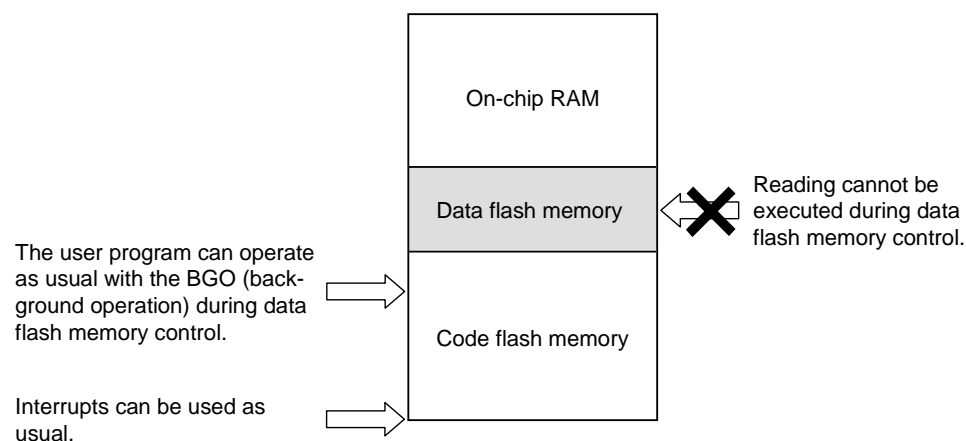 On-chip RAM
Data flash memory
Reading cannot be
executed during data
flash memory control.
The user program can operate
as usual with the BGO (back-
ground operation) during data
flash memory control.
Code flash memory
Interrupts can be used as
usual.